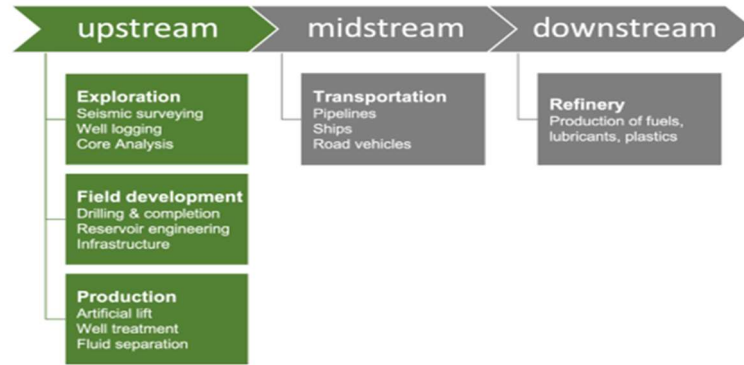 upstream
midstream
downstream
Exploration
Seismic surveying
Well logging
Core Analysis
Field development
Drilling & completion
Reservoir engineering
Infrastructure
Production
Artificial lift
Well treatment
Fluid separation
Transportation
Pipelines
Ships
Road vehicles
Refinery
Production of fuels,
lubricants, plastics